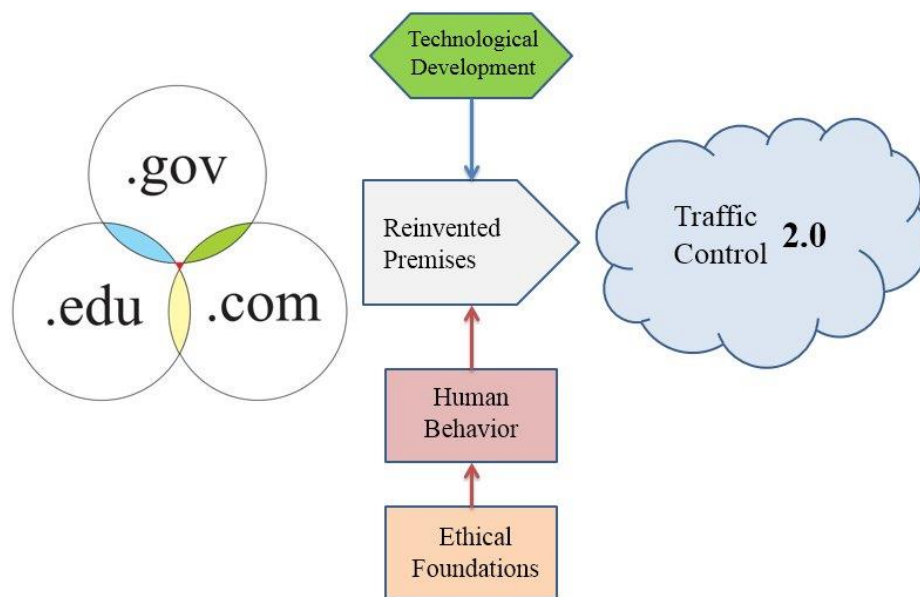 .gov
.edu
.com
Technological
Development
Reinvented
Premises
Human
Behavior
Ethical
Foundations
Traffic
Control 2.0